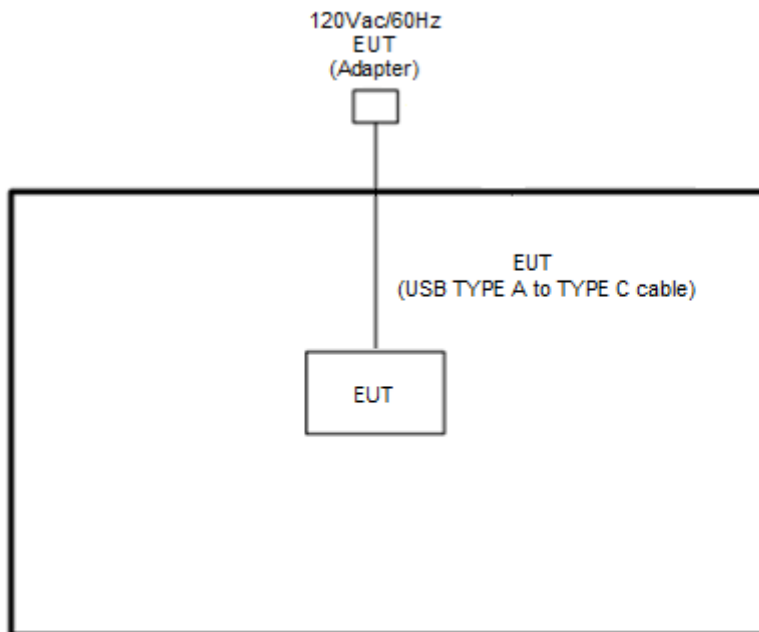 120Vac/60Hz
EUT
(Adapter)
EUT
(USB TYPE A to TYPE C cable)
EUT